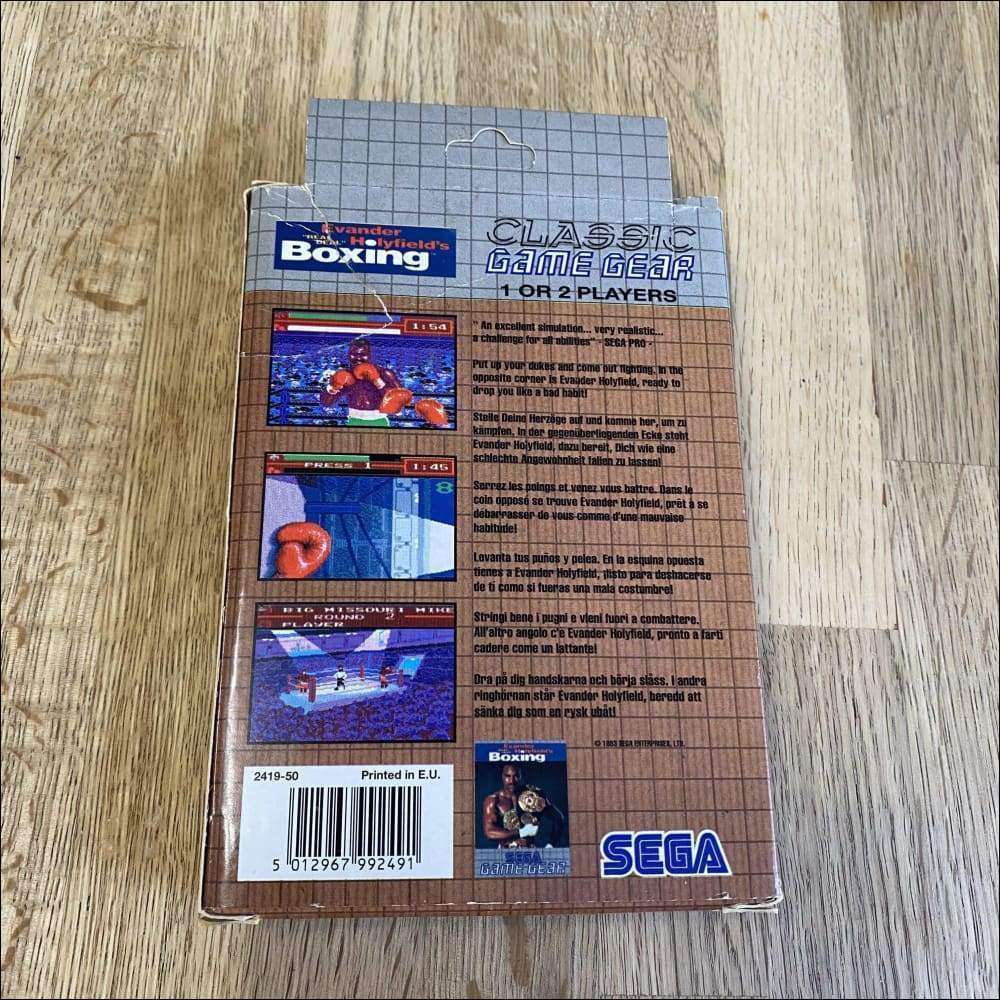 Evander
"REAL DEAL" Holyfield's
Boxing
CLASSIC
GAME GEAR
1 OR 2 PLAYERS
1:54
" An excellent simulation... very realistic...
a challenge for all abilities" - SEGA PRO -
Put up your dukes and come out fighting. In the
opposite corner is Evander Holyfield, ready to
drop you like a bad habit!
Stelle Deine Herzöge auf und komme her, um zu
kämpfen. In der gegenüberliegenden Ecke steht
Evander Holyfield, dazu bereit, Dich wie eine
schlechte Angewohnheit fallen zu lassen!
PRESS 1
1:45
8
Serrez les poings et venez vous battre. Dans le
coin opposé se trouve Evander Holyfield, prêt à se
débarrasser de vous comme d'une mauvaise
habitude!
Levanta tus puños y pelea. En la esquina opuesta
tienes a Evander Holyfield, ¡listo para deshacerse
de ti como si fueras una mala costumbre!
BIG MISSOURI MIKE
ROUND 2
PLAYER
Stringi bene i pugni e vieni fuori a combattere.
All'altro angolo c'e Evander Holyfield, pronto a farti
cadere come un lattante!
Dra på dig handskarna och börja slåss. I andra
ringhörnan står Evander Holyfield, beredd att
sänka dig som en rysk ubåt!
© 1993 SEGA ENTERPRISES, LTD.
2419-50 Printed in E.U.
5 012967 992491
Evander
Holyfield's
Boxing
SEGA
GAME GEAR
SEGA